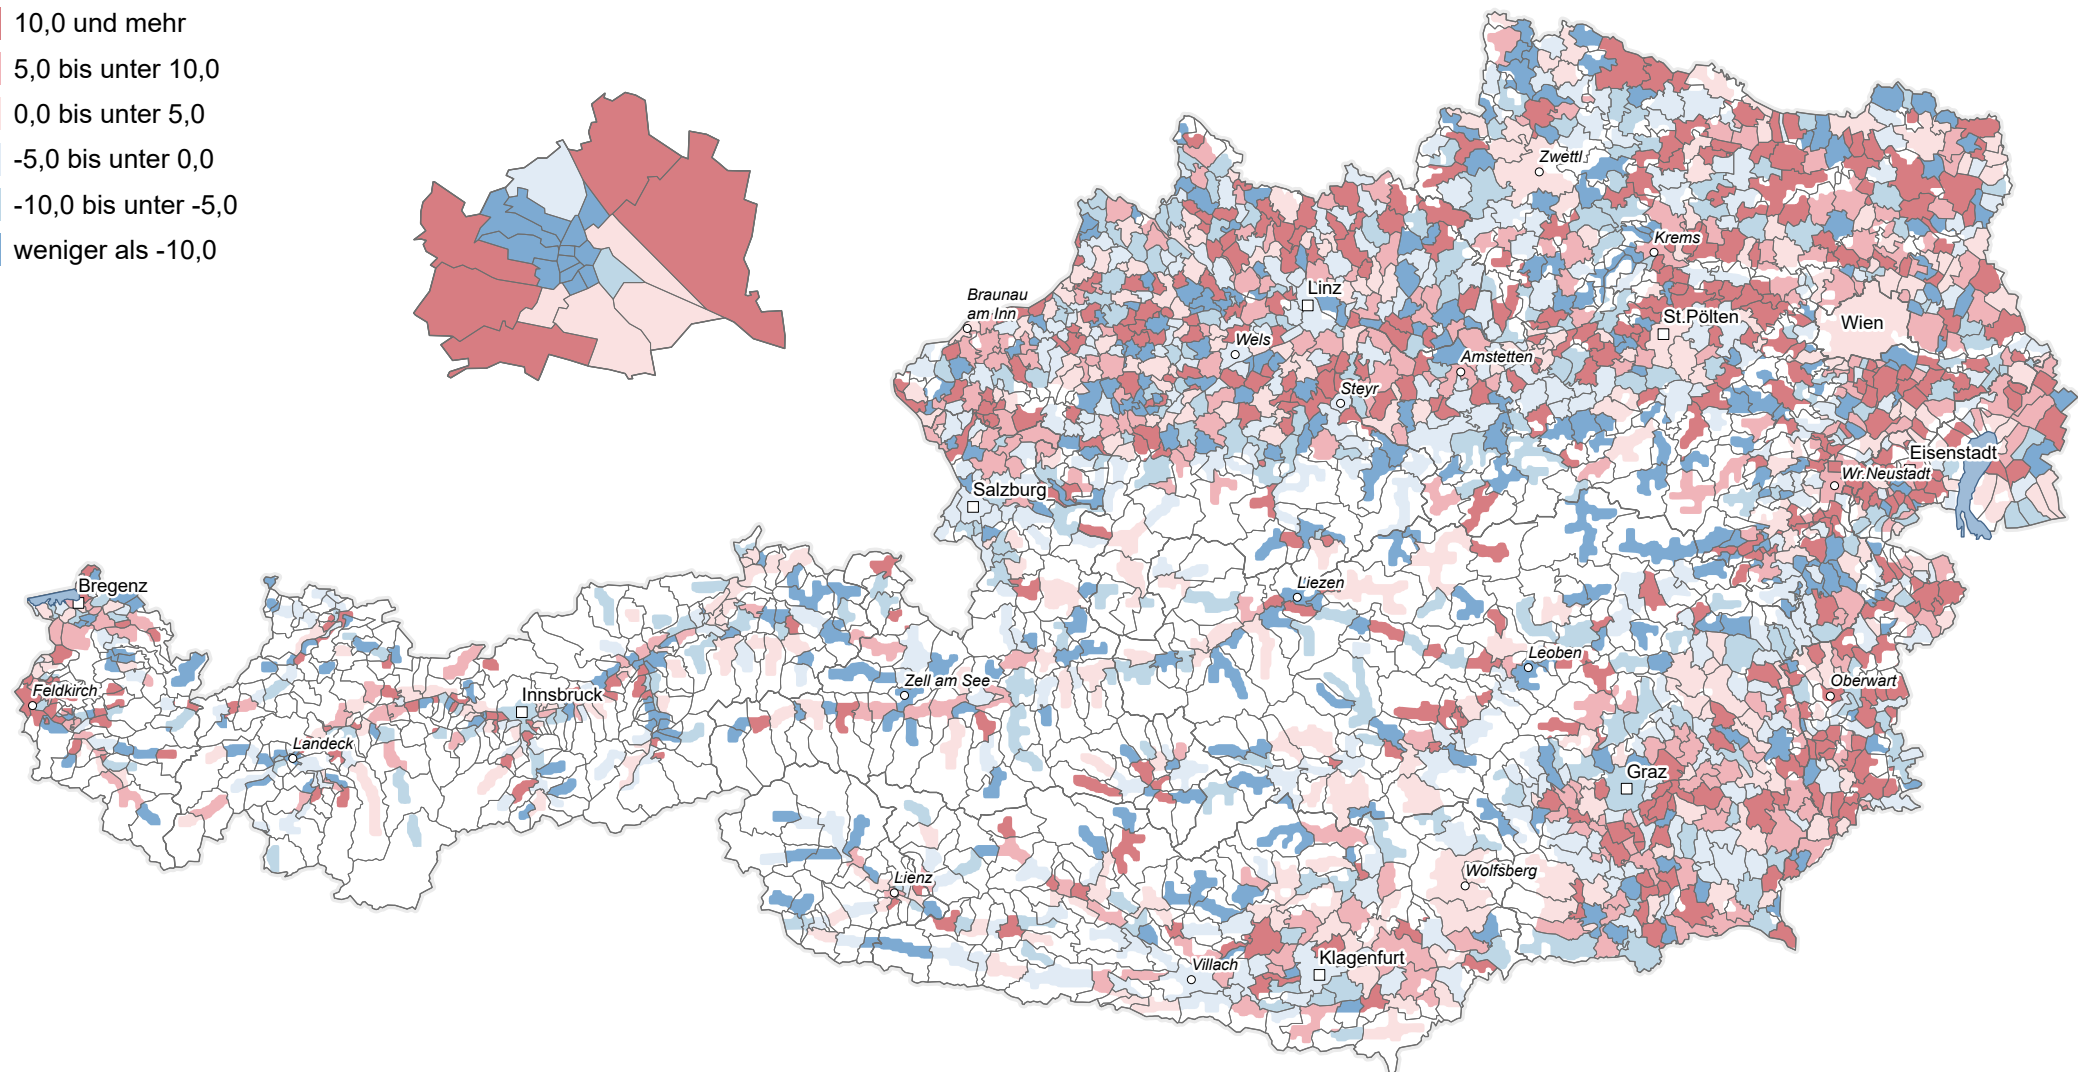 10,0 und mehr
5,0 bis unter 10,0
0,0 bis unter 5,0
-5,0 bis unter 0,0
-10,0 bis unter -5,0
weniger als -10,0
Zwettl
Krems
Braunau
am Inn
Linz
St.Pölten
Wien
Wels
Amstetten
Steyr
Eisenstadt
Wr.Neustadt
Salzburg
Bregenz
Liezen
Leoben
Feldkirch
Innsbruck
Zell am See
Oberwart
Landeck
Graz
Lienz
Wolfsberg
Villach
Klagenfurt